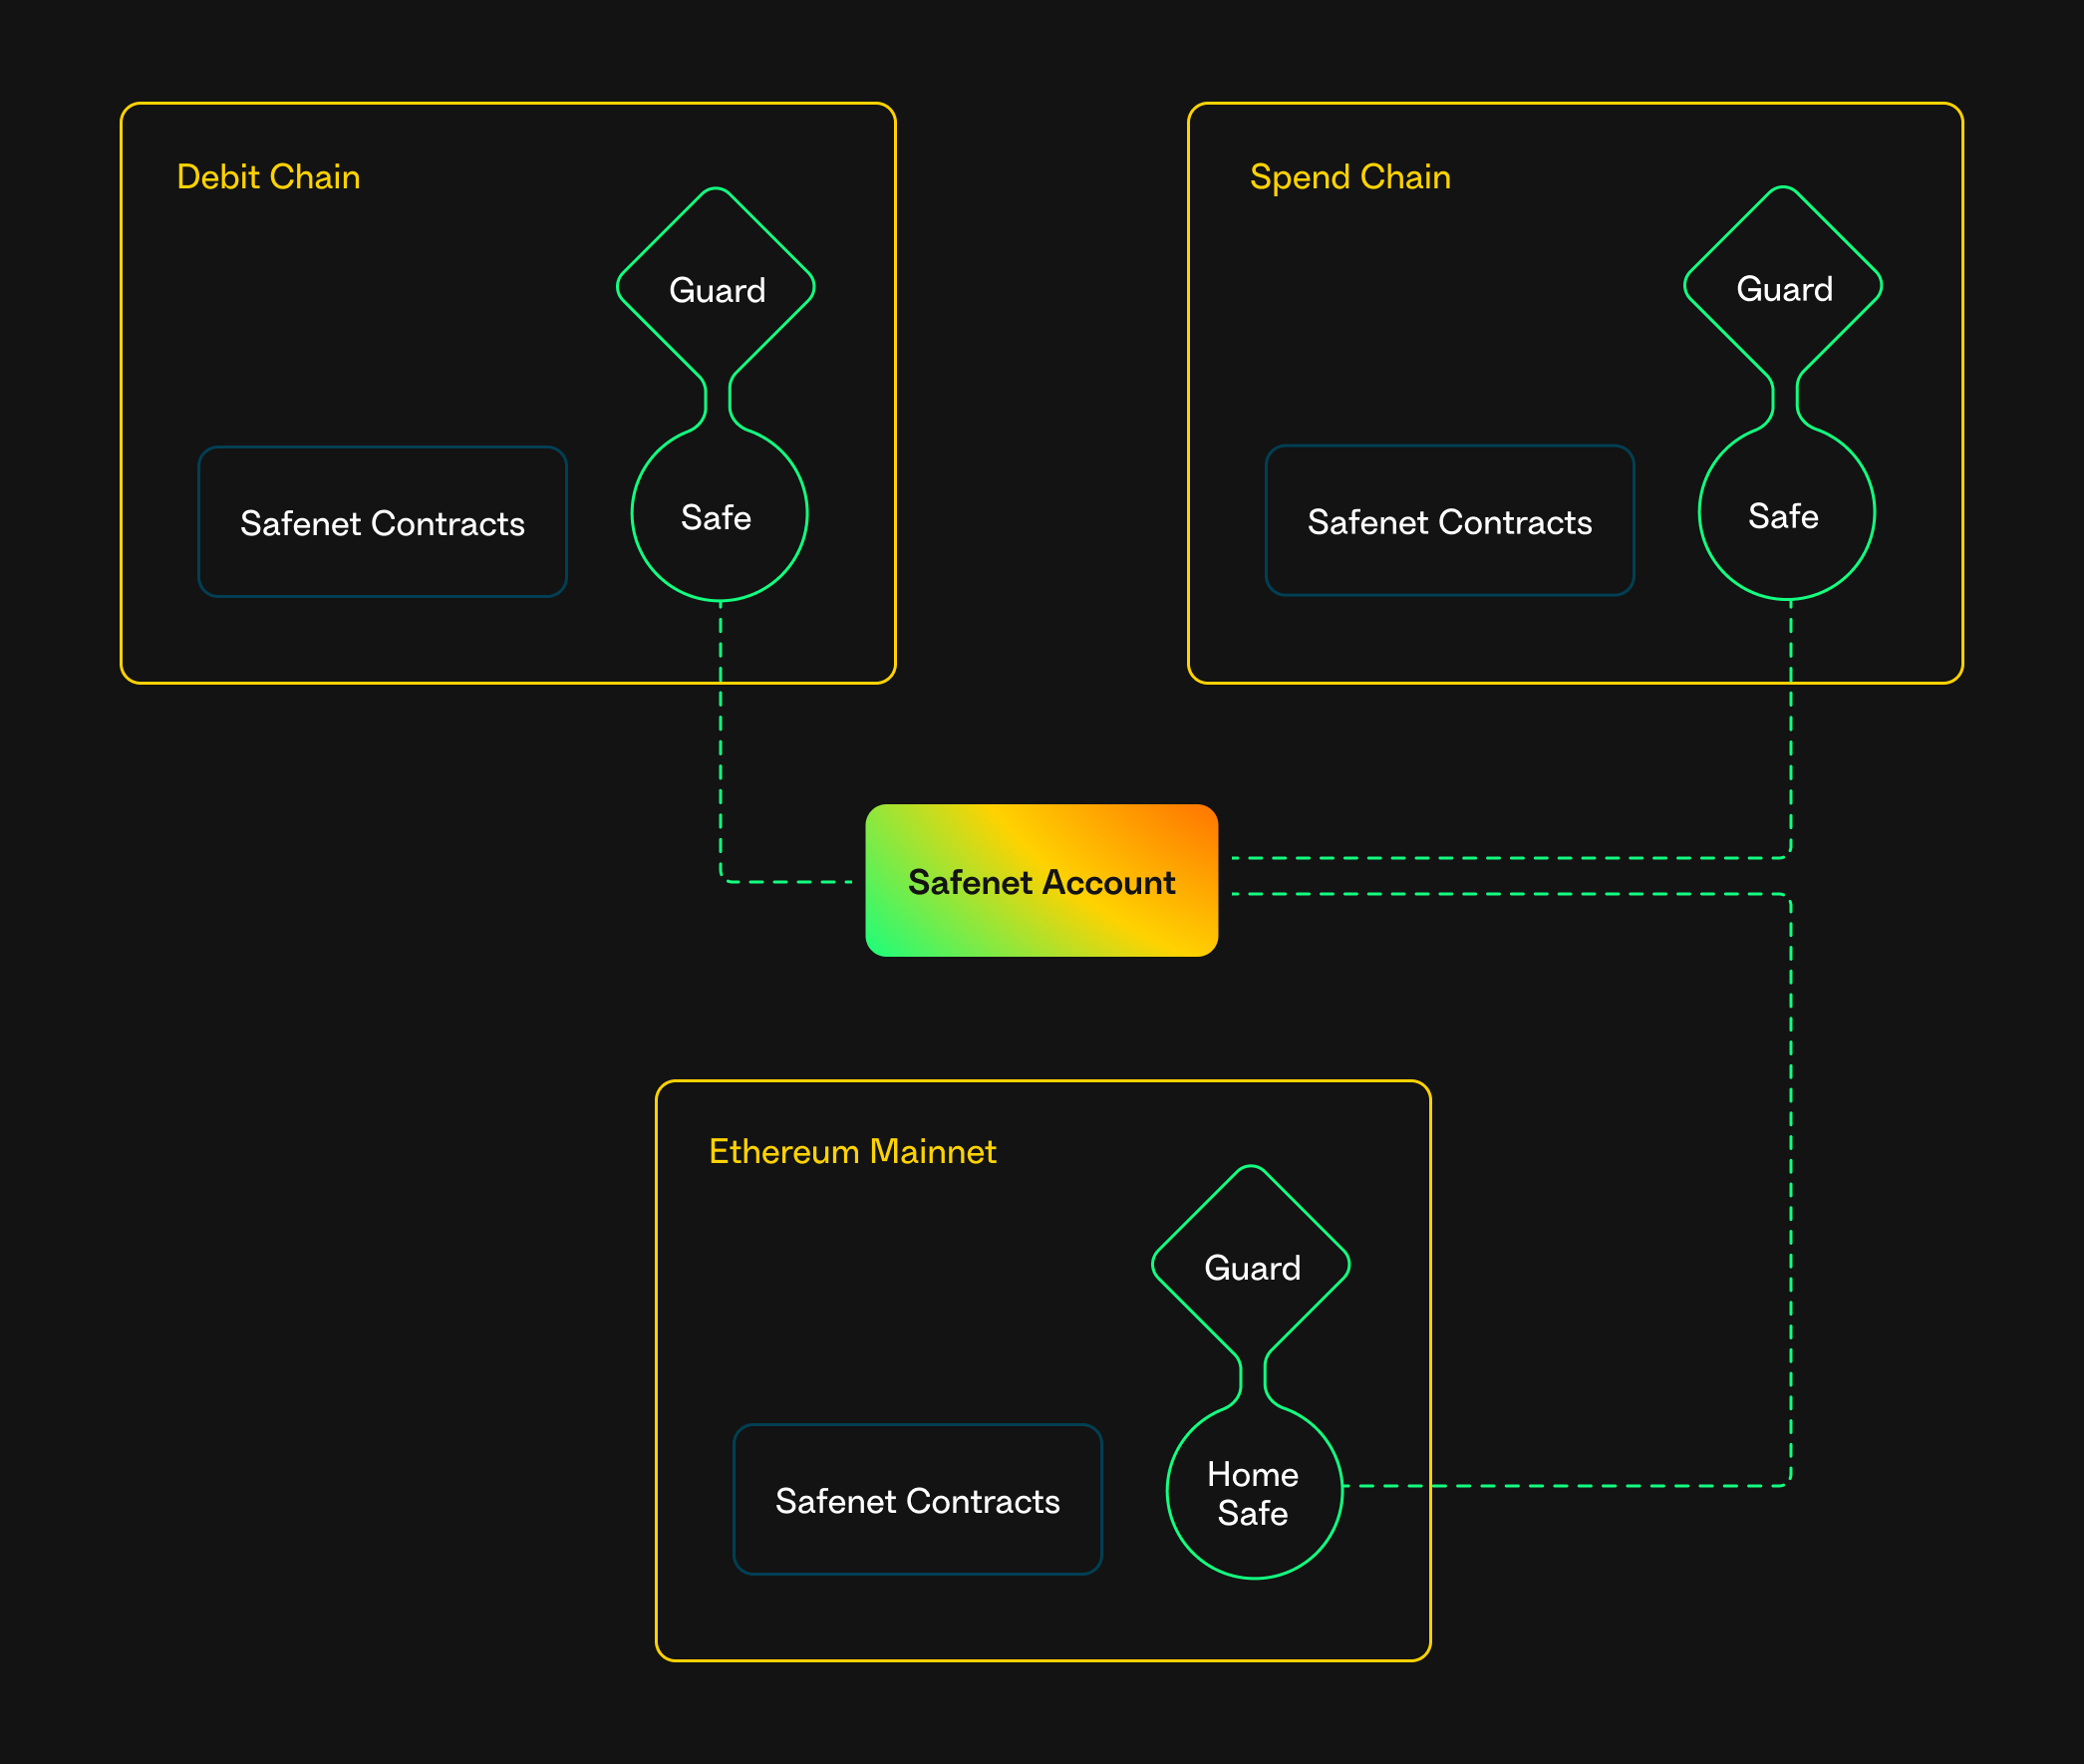 Debit Chain
Guard
Safenet Contracts
Safe
Spend Chain
Guard
Safenet Contracts
Safe
Safenet Account
Ethereum Mainnet
Guard
Safenet Contracts
Home
Safe